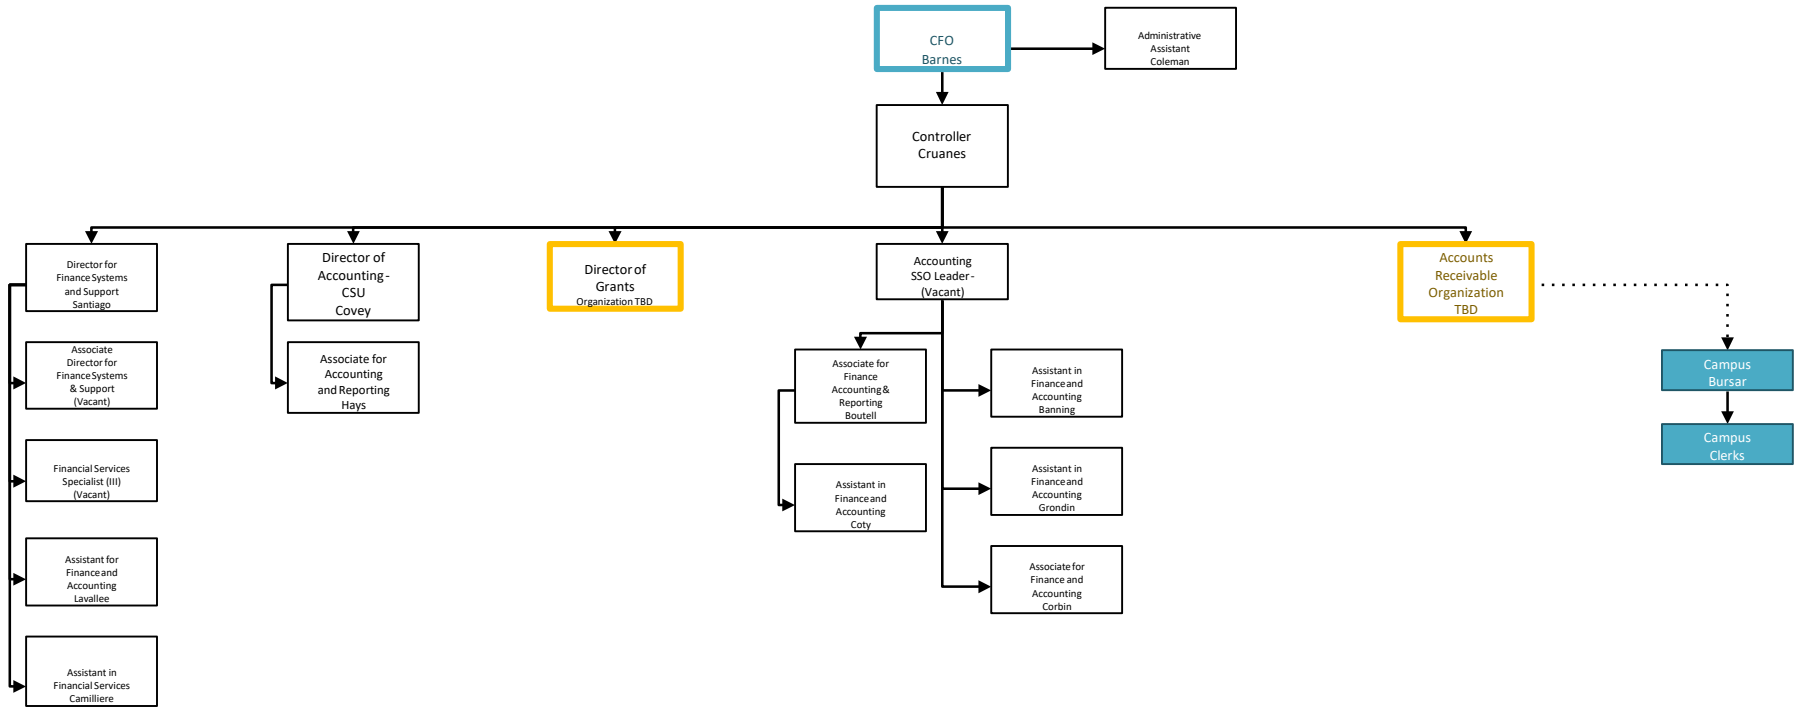 CFO
Barnes
Administrative
Assistant
Coleman
Controller
Cruanes
Director for
Finance Systems
and Support
Santiago
Director of
Accounting -
CSU
Covey
Director of
Grants
Organization TBD
Accounting
SSO Leader -
(Vacant)
Accounts
Receivable
Organization
TBD
Associate
Director for
Finance Systems
& Support
(Vacant)
Associate for
Accounting
and Reporting
Hays
Associate for
Finance
Accounting &
Reporting
Boutell
Assistant in
Finance and
Accounting
Banning
Campus
Bursar
Campus
Clerks
Financial Services
Specialist (III)
(Vacant)
Assistant in
Finance and
Accounting
Coty
Assistant in
Finance and
Accounting
Grondin
Assistant for
Finance and
Accounting
Lavallee
Associate for
Finance and
Accounting
Corbin
Assistant in
Financial Services
Camilliere